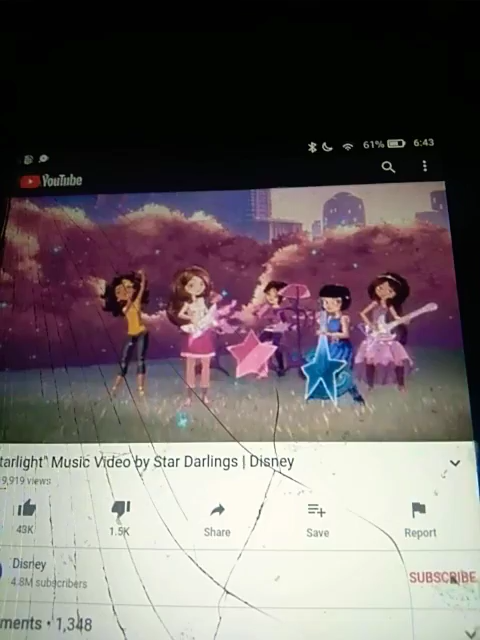 61% 6:43
YouTube
tarlight" Music Video by Star Darlings | Disney
9,919 views
43K 1.5K Share Save Report
Disney SUBSCRIBE
4.8M subscribers
ments • 1,348